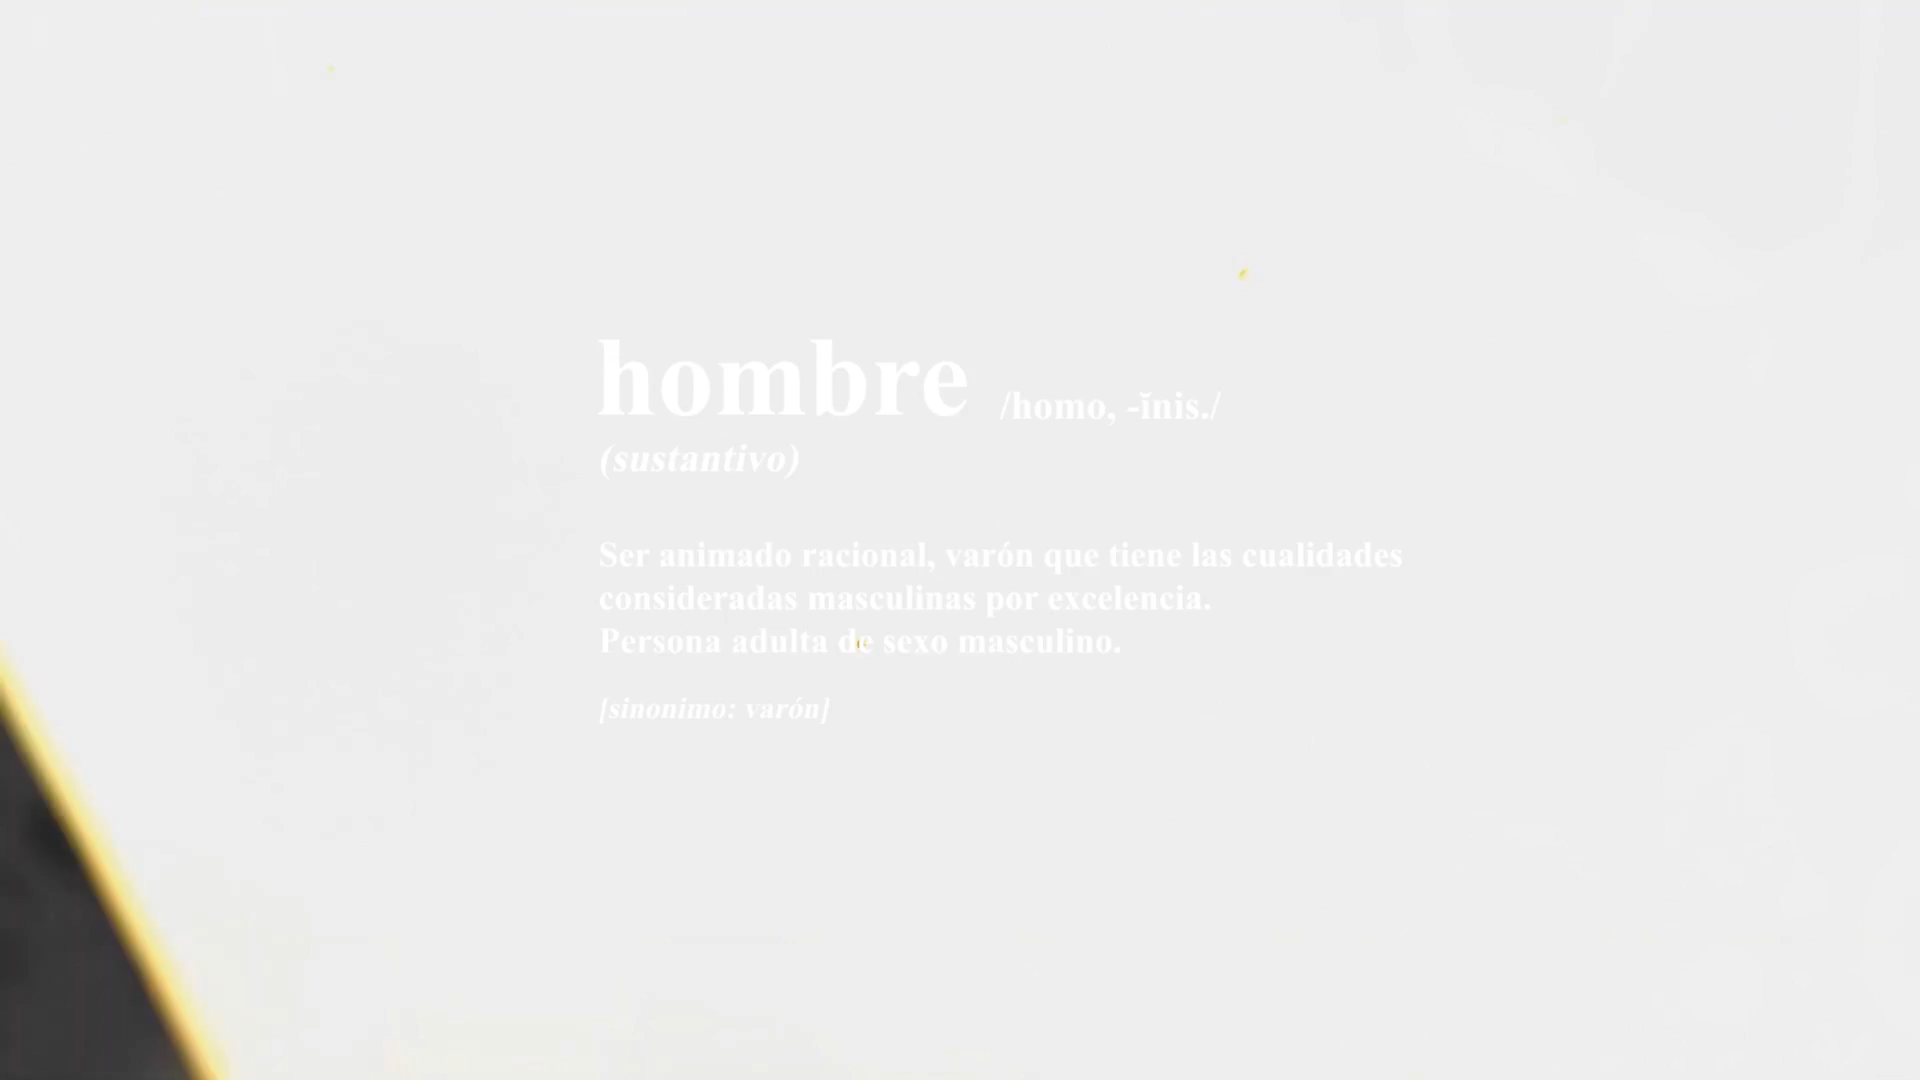 hombre /homo, -ĭnis./
(sustantivo)
Ser animado racional, varón que tiene las cualidades
consideradas masculinas por excelencia.
Persona adulta de sexo masculino.
[sinonimo: varón]